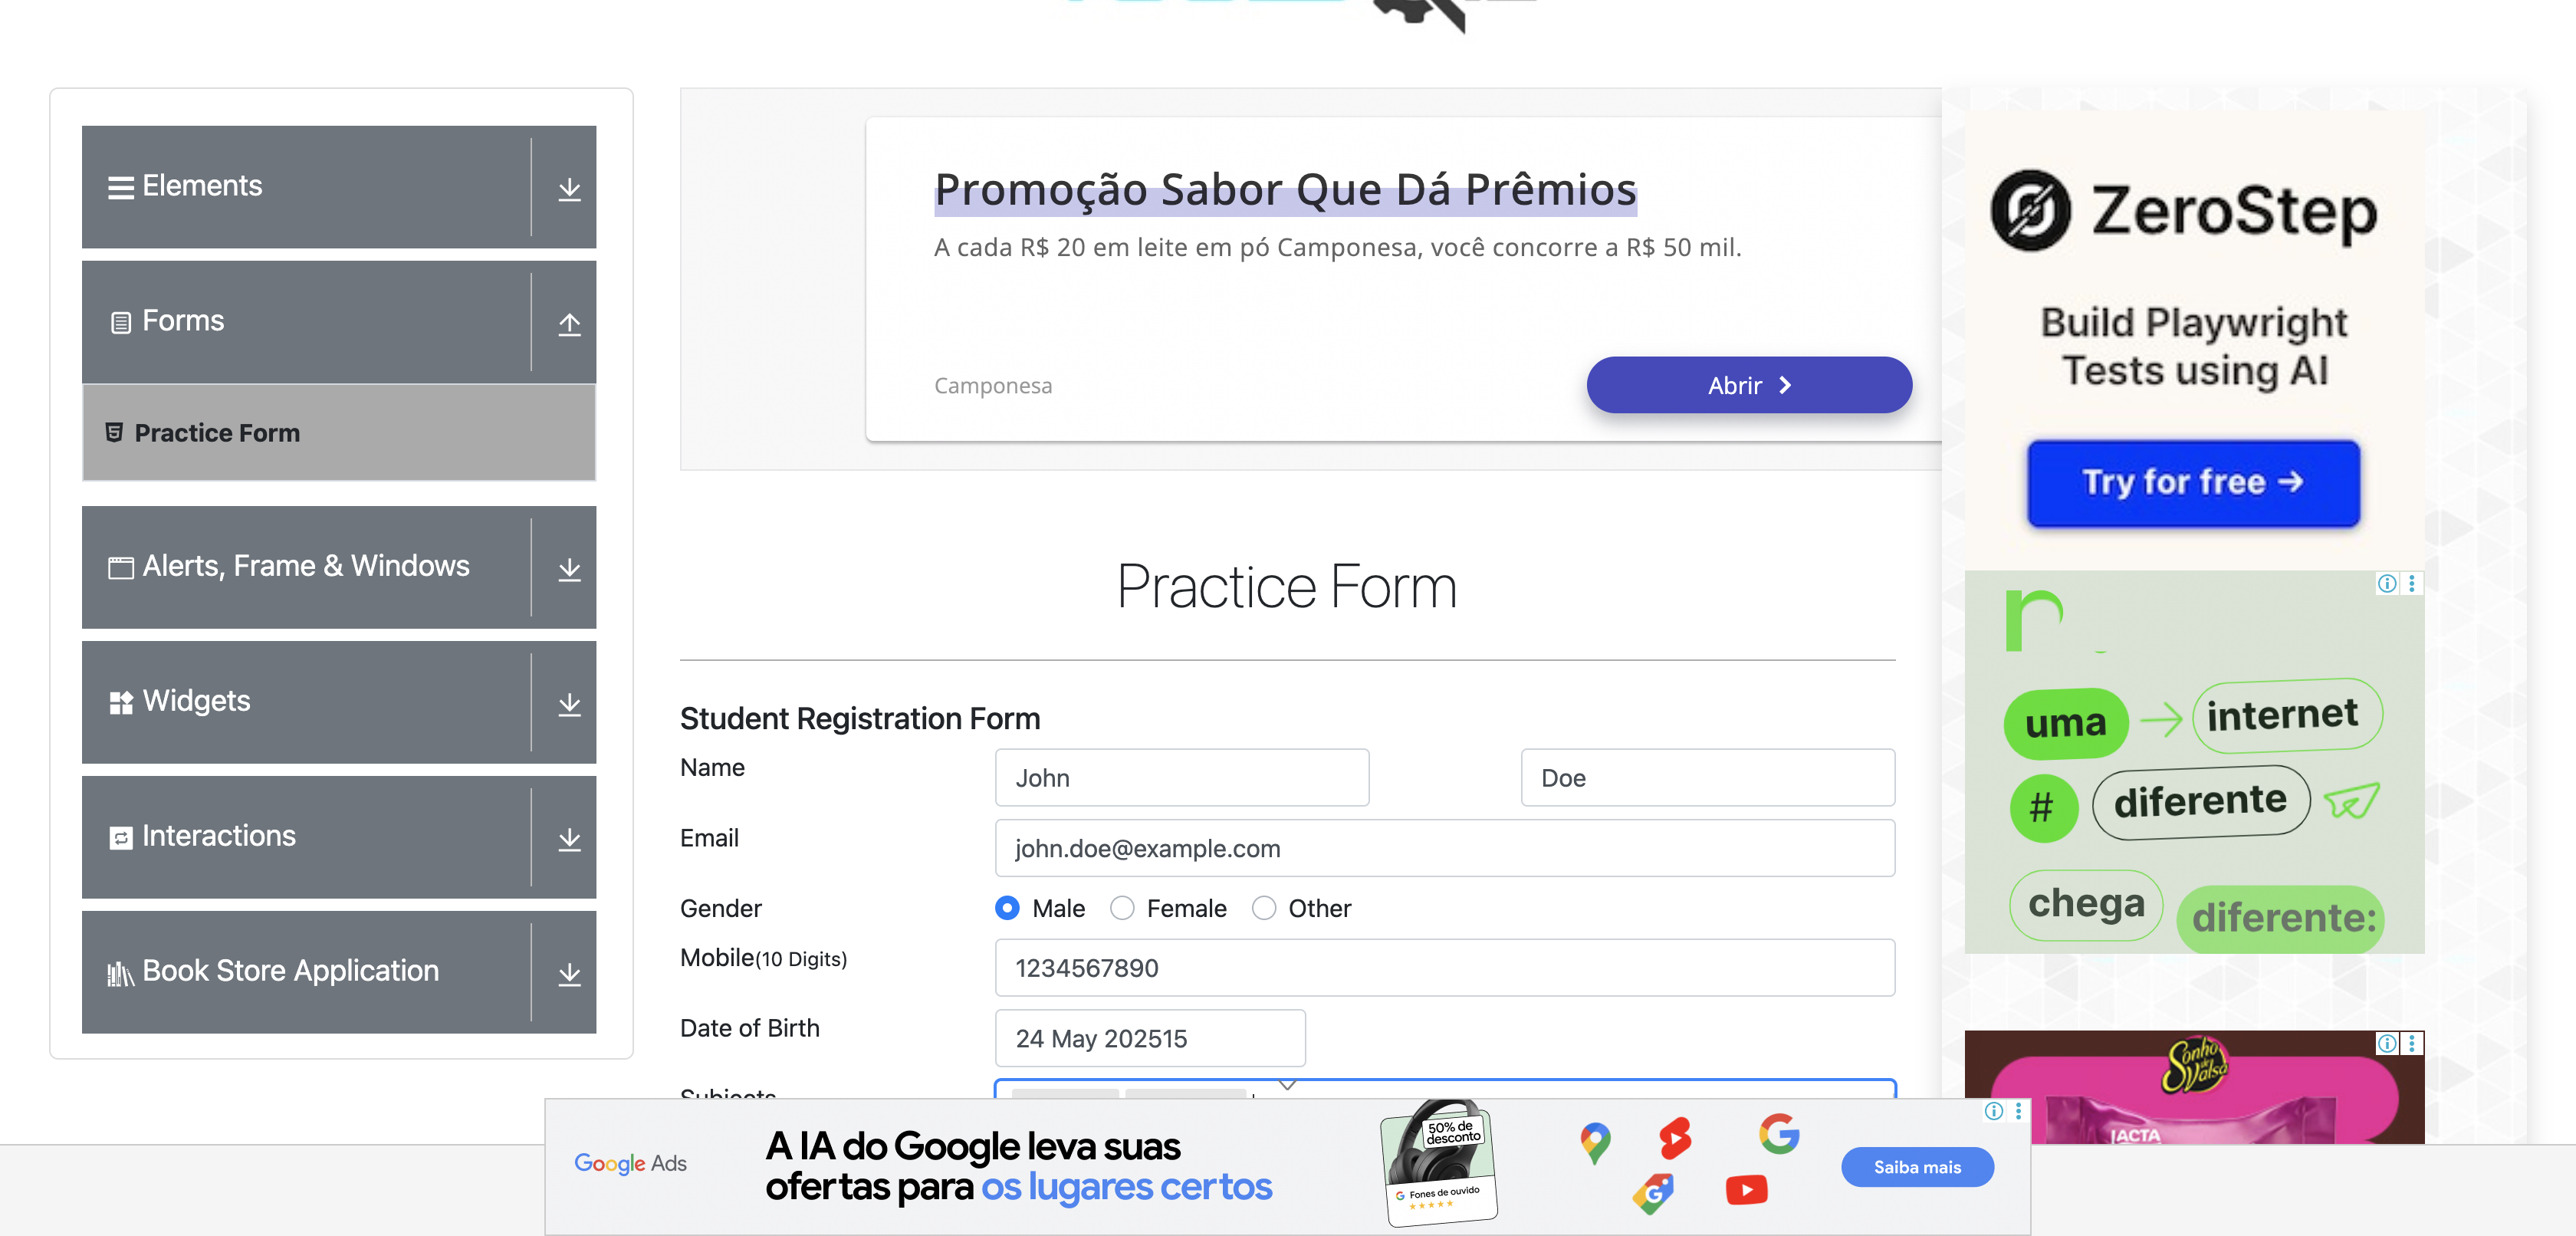 Elements
Forms
Practice Form
Alerts, Frame & Windows
Widgets
Interactions
Book Store Application
Promoção Sabor Que Dá Prêmios
A cada R$ 20 em leite em pó Camponesa, você concorre a R$ 50 mil.
Camponesa
Abrir
Practice Form
Student Registration Form
Name
John
Doe
Email
john.doe@example.com
Gender
Male
Female
Other
Mobile(10 Digits)
1234567890
Date of Birth
24 May 202515
Subjects
ZeroStep
Build Playwright
Tests using AI
Try for free →
uma
internet
#
diferente
chega
diferente:
Sonho de Valsa
LACTA
Google Ads
A IA do Google leva suas
ofertas para os lugares certos
50% de
desconto
Fones de ouvido
Saiba mais